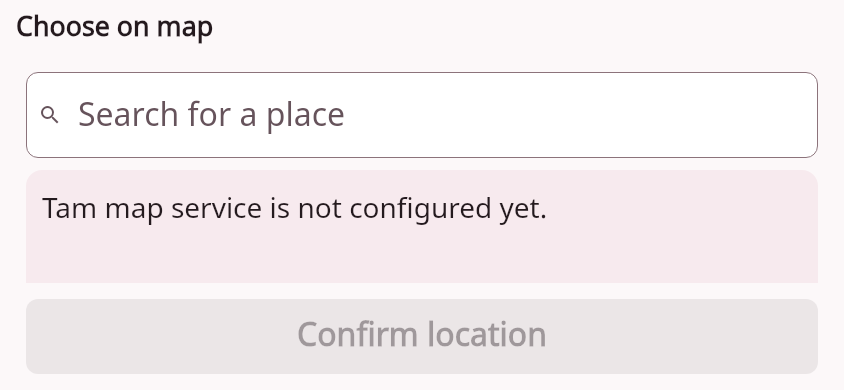 Choose on map
Search for a place
Tam map service is not configured yet.
Confirm location